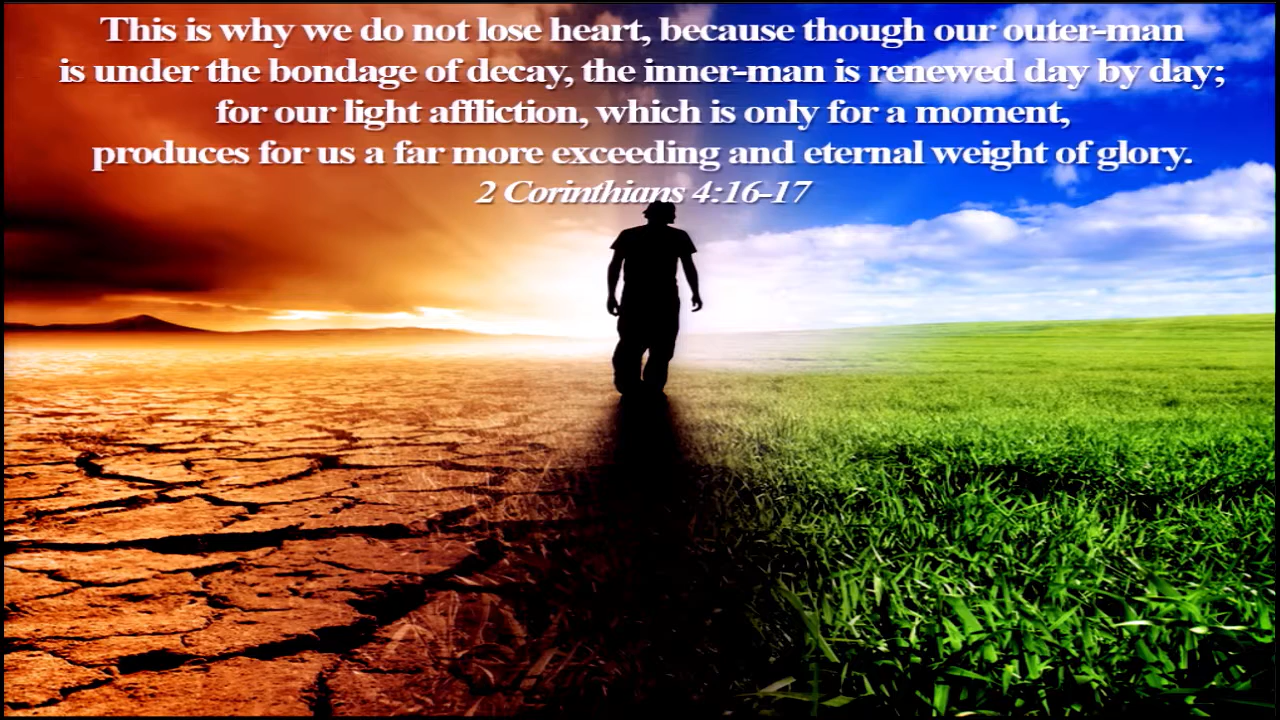 This is why we do not lose heart, because though our outer-man
is under the bondage of decay, the inner-man is renewed day by day;
for our light affliction, which is only for a moment,
produces for us a far more exceeding and eternal weight of glory.
2 Corinthians 4:16-17